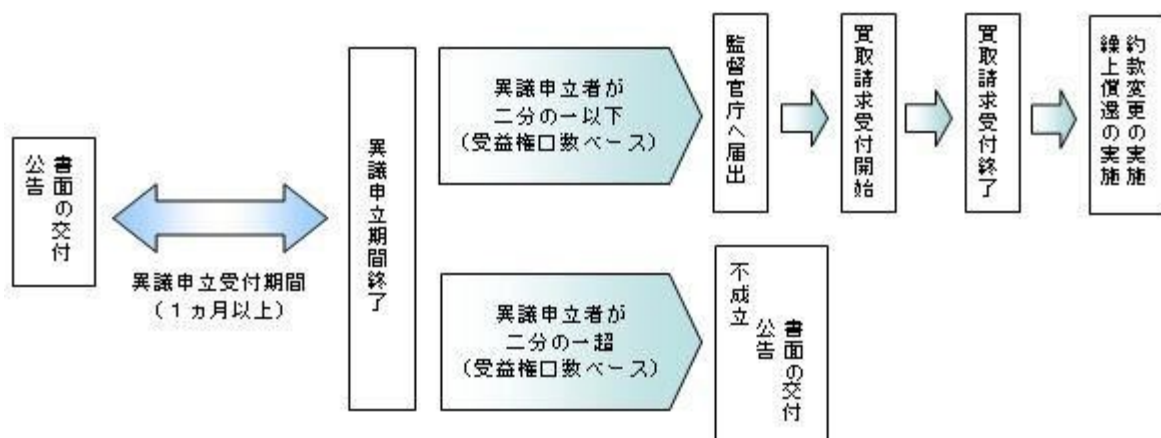 書面の交付
公告
異議申立受付期間
（１ヵ月以上）
異議申立期間終了
異議申立者が
二分の一以下
（受益権口数ベース）
監督官庁へ届出
買取請求受付開始
買取請求受付終了
約款変更の実施
繰上償還の実施
異議申立者が
二分の一超
（受益権口数ベース）
書面の交付
公告
不成立